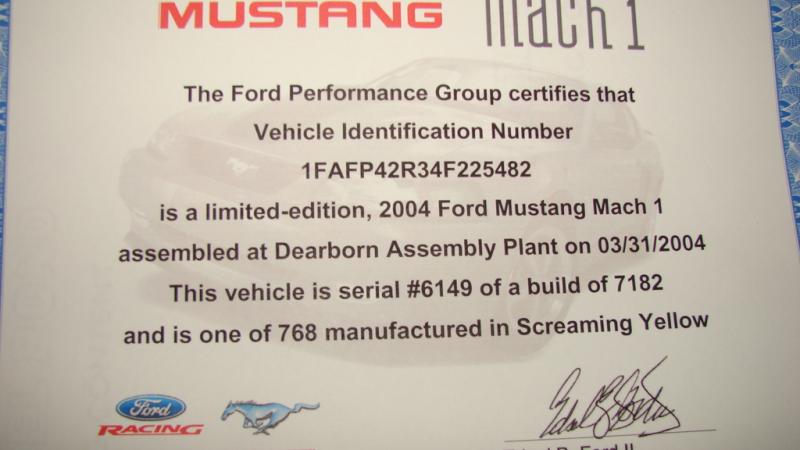 MUSTANG mach 1
The Ford Performance Group certifies that
Vehicle Identification Number
1FAFP42R34F225482
is a limited-edition, 2004 Ford Mustang Mach 1
assembled at Dearborn Assembly Plant on 03/31/2004
This vehicle is serial #6149 of a build of 7182
and is one of 768 manufactured in Screaming Yellow
Ford
RACING
Ford II